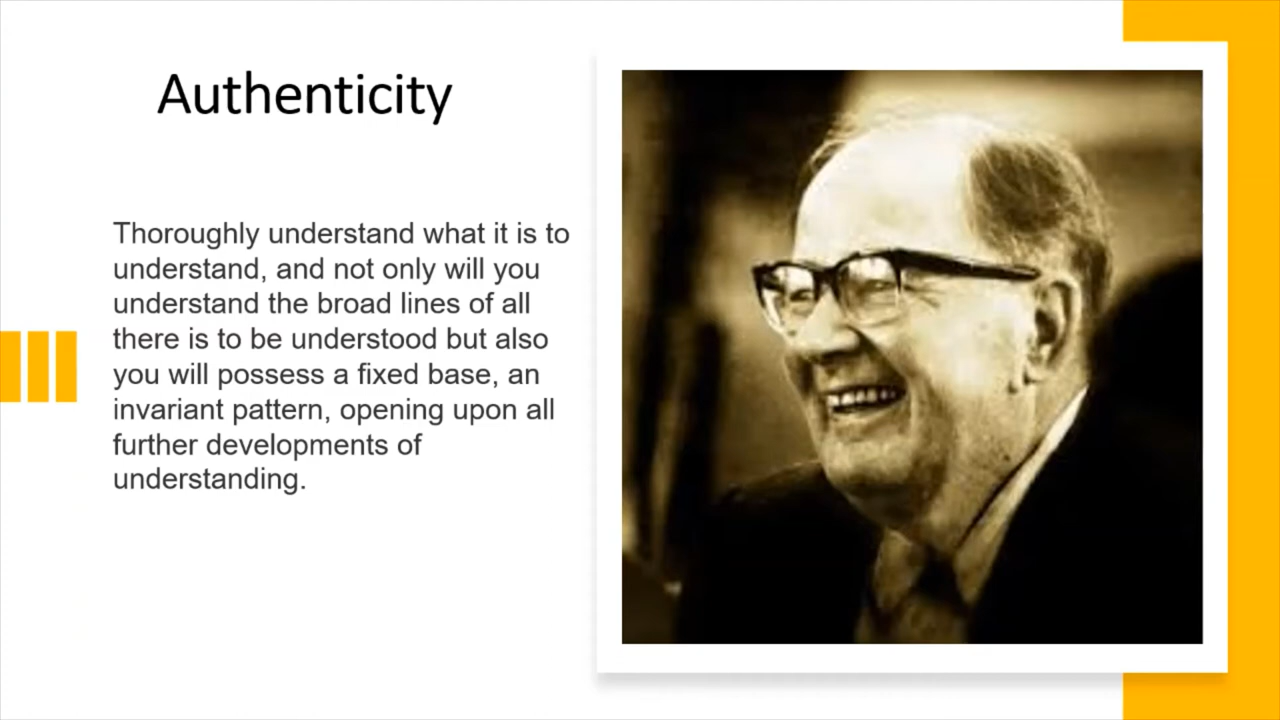 Authenticity
Thoroughly understand what it is to
understand, and not only will you
understand the broad lines of all
there is to be understood but also
you will possess a fixed base, an
invariant pattern, opening upon all
further developments of
understanding.